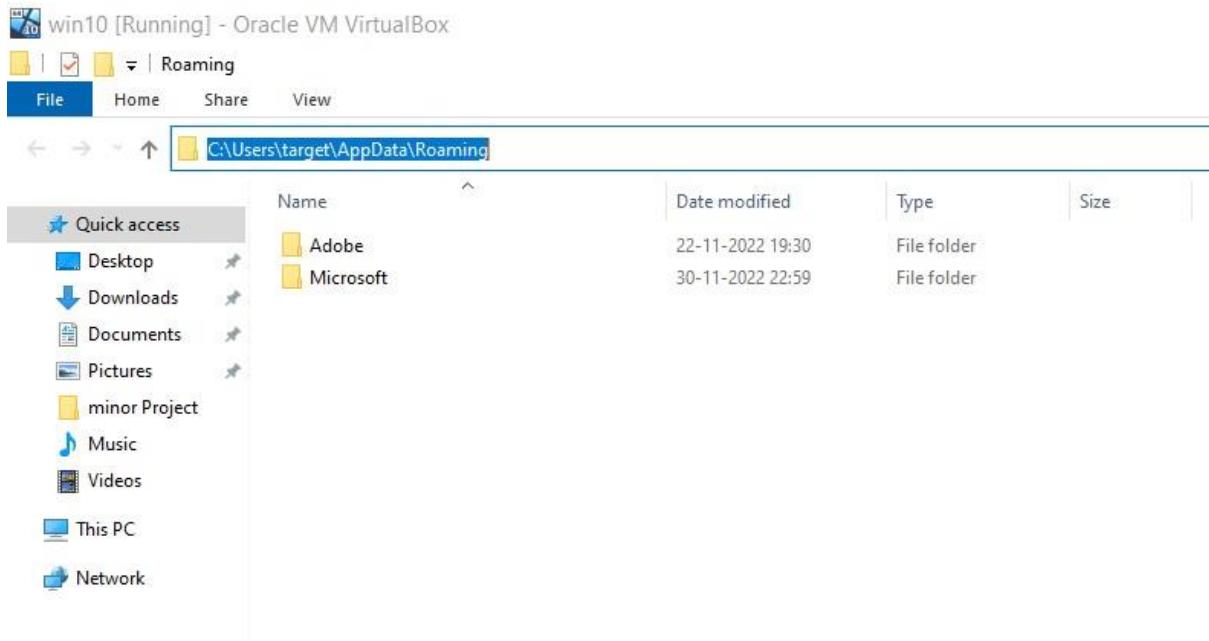 win10 [Running] - Oracle VM VirtualBox
Roaming
File Home Share View
C:\Users\target\AppData\Roaming
Name Date modified Type Size
Quick access
Desktop
Downloads
Documents
Pictures
minor Project
Music
Videos
This PC
Network
Adobe 22-11-2022 19:30 File folder
Microsoft 30-11-2022 22:59 File folder